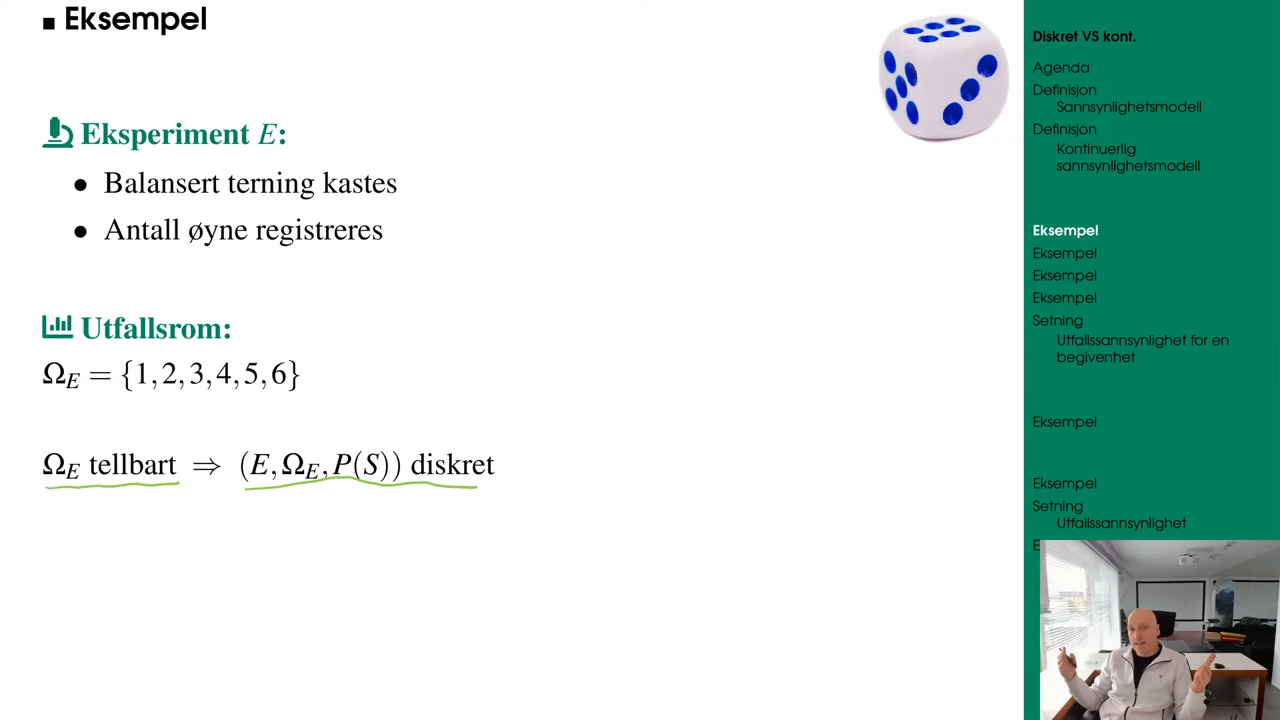 Eksempel
Eksperiment E:
Balansert terning kastes
Antall øyne registreres
Utfallsrom:
Ω_E = {1, 2, 3, 4, 5, 6}
Ω_E tellbart ⇒ (E, Ω_E, P(S)) diskret
Diskret VS kont.
Agenda
Definisjon
Sannsynlighetsmodell
Definisjon
Kontinuerlig
sannsynlighetsmodell
Eksempel
Eksempel
Eksempel
Eksempel
Setning
Utfallssannsynlighet for en
begivenhet
Eksempel
Eksempel
Setning
Utfallssannsynlighet